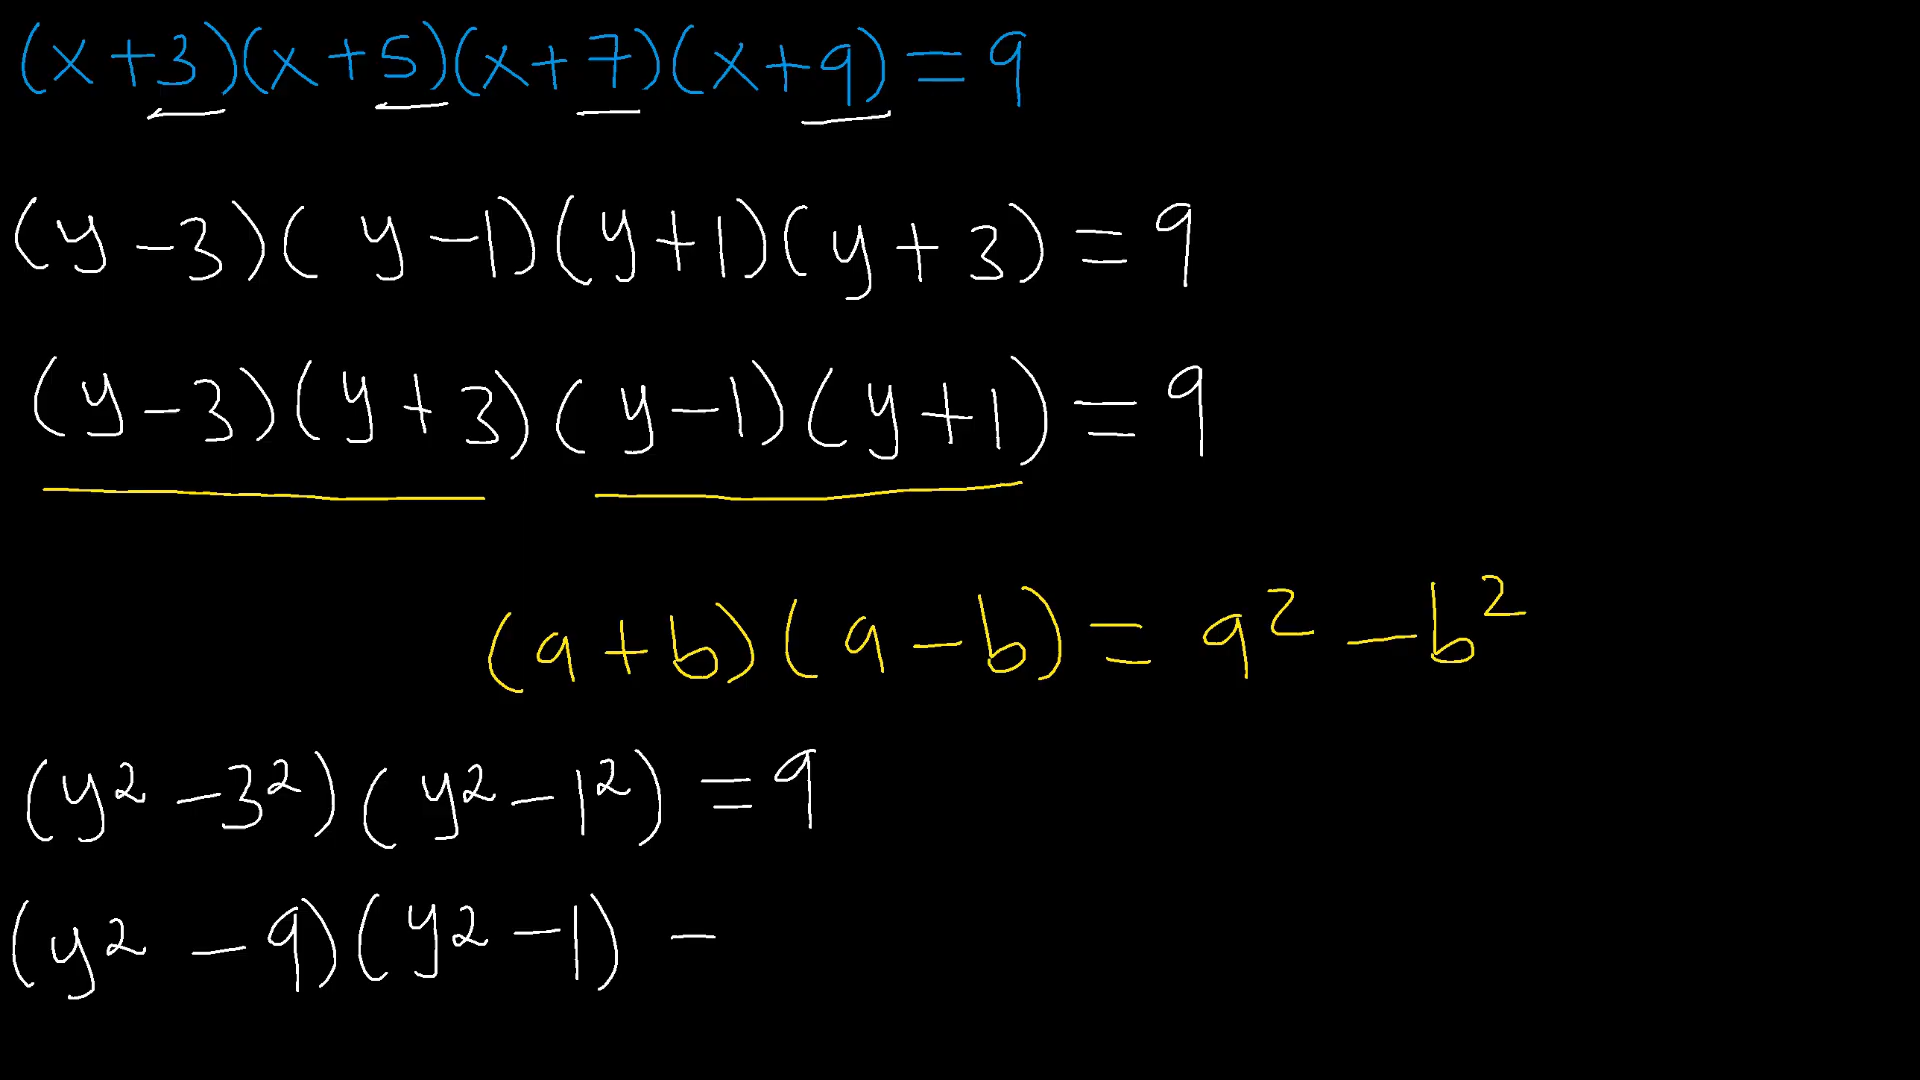 (x+3)(x+5)(x+7)(x+9)=9
(y-3)(y-1)(y+1)(y+3)=9
(y-3)(y+3)(y-1)(y+1)=9
(a+b)(a-b)=a²-b²
(y²-3²)(y²-1²)=9
(y²-9)(y²-1)-